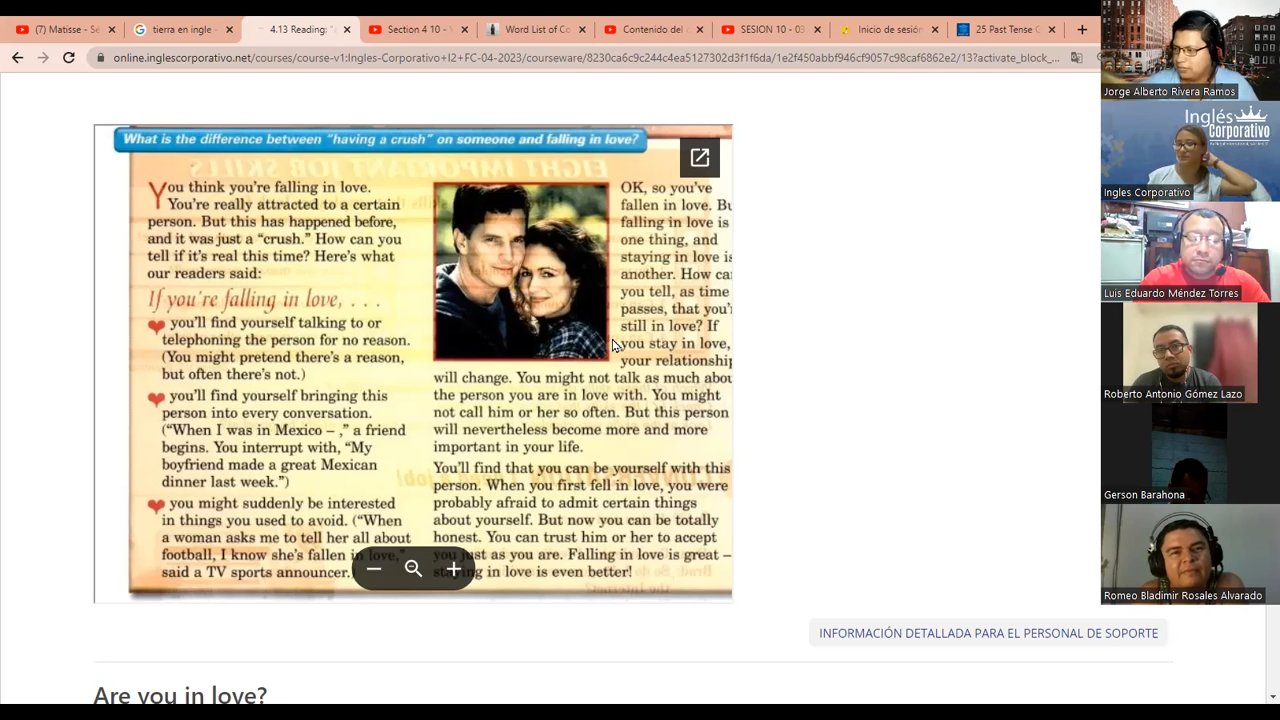 (7) Matisse - Sé
tierra en ingle -
4.13 Reading: "
Section 4 10 -
Word List of Co
Contenido del
SESION 10 - 03
Inicio de sesión
25 Past Tense C
online.inglescorporativo.net/courses/course-v1:Ingles-Corporativo
What is the difference between "having a crush" on someone and falling in love?
You think you're falling in love.
You're really attracted to a certain
person. But this has happened before,
and it was just a "crush." How can you
tell if it's real this time? Here's what
our readers said:
If you're falling in love, . . .
you'll find yourself talking to or
telephoning the person for no reason.
(You might pretend there's a reason,
but often there's not.)
you'll find yourself bringing this
person into every conversation.
("When I was in Mexico – ," a friend
begins. You interrupt with, "My
boyfriend made a great Mexican
dinner last week.")
you might suddenly be interested
in things you used to avoid. ("When
a woman asks me to tell her all about
football, I know she's fallen in love,"
said a TV sports announcer.)
OK, so you've
fallen in love. Bu
falling in love is
one thing, and
staying in love is
another. How ca
you tell, as time
passes, that you'
still in love? If
you stay in love,
your relationship
will change. You might not talk as much abou
the person you are in love with. You might
not call him or her so often. But this person
will nevertheless become more and more
important in your life.
You'll find that you can be yourself with this
person. When you first fell in love, you were
probably afraid to admit certain things
about yourself. But now you can be totally
honest. You can trust him or her to accept
you just as you are. Falling in love is great –
staying in love is even better!
INFORMACIÓN DETALLADA PARA EL PERSONAL DE SOPORTE
Are you in love?
Jorge Alberto Rivera Ramos
Inglés
Corporativo
Ingles Corporativo
Luis Eduardo Méndez Torres
Roberto Antonio Gómez Lazo
Gerson Barahona
Romeo Bladimir Rosales Alvarado